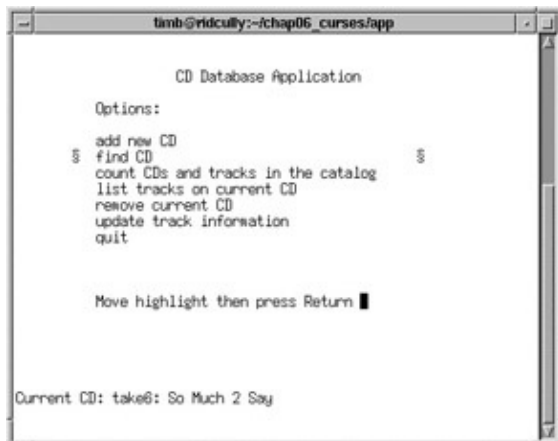 timb@ridcully:~/chap06_curses/app
CD Database Application
Options:
add new CD
§ find CD §
count CDs and tracks in the catalog
list tracks on current CD
remove current CD
update track information
quit
Move highlight then press Return
Current CD: take6: So Much 2 Say